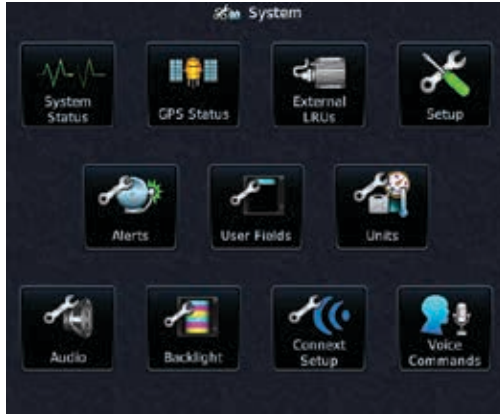 System
System
Status
GPS Status
External
LRUs
Setup
Alerts
User Fields
Units
Audio
Backlight
Connext
Setup
Voice
Commands